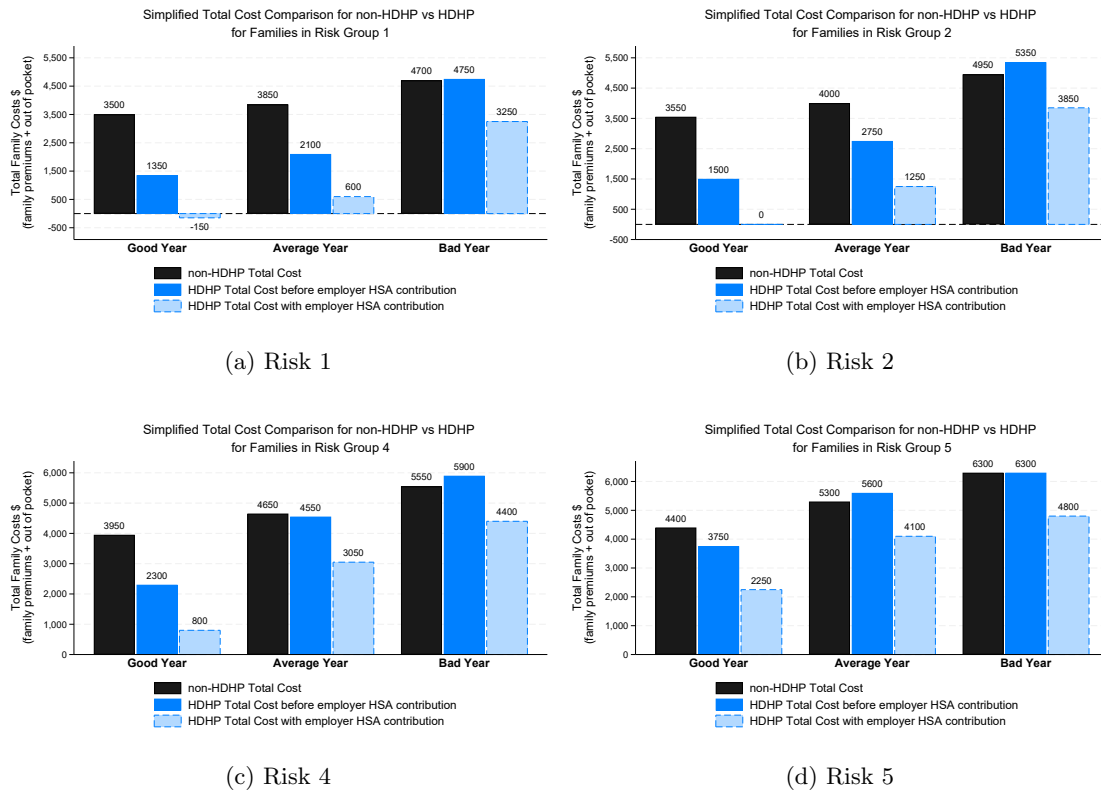 Simplified Total Cost Comparison for non-HDHP vs HDHP
for Families in Risk Group 1
Total Family Costs $
(family premiums + out of pocket)
5,500
4,500
3,500
2,500
1,500
500
-500
3500
1350
-150
3850
2100
600
4700
4750
3250
Good Year
Average Year
Bad Year
non-HDHP Total Cost
HDHP Total Cost before employer HSA contribution
HDHP Total Cost with employer HSA contribution
(a) Risk 1
Simplified Total Cost Comparison for non-HDHP vs HDHP
for Families in Risk Group 2
Total Family Costs $
(family premiums + out of pocket)
5,500
4,500
3,500
2,500
1,500
500
-500
3550
1500
0
4000
2750
1250
4950
5350
3850
Good Year
Average Year
Bad Year
non-HDHP Total Cost
HDHP Total Cost before employer HSA contribution
HDHP Total Cost with employer HSA contribution
(b) Risk 2
Simplified Total Cost Comparison for non-HDHP vs HDHP
for Families in Risk Group 4
Total Family Costs $
(family premiums + out of pocket)
6,000
5,000
4,000
3,000
2,000
1,000
0
3950
2300
800
4650
4550
3050
5550
5900
4400
Good Year
Average Year
Bad Year
non-HDHP Total Cost
HDHP Total Cost before employer HSA contribution
HDHP Total Cost with employer HSA contribution
(c) Risk 4
Simplified Total Cost Comparison for non-HDHP vs HDHP
for Families in Risk Group 5
Total Family Costs $
(family premiums + out of pocket)
6,000
5,000
4,000
3,000
2,000
1,000
0
4400
3750
2250
5300
5600
4100
6300
6300
4800
Good Year
Average Year
Bad Year
non-HDHP Total Cost
HDHP Total Cost before employer HSA contribution
HDHP Total Cost with employer HSA contribution
(d) Risk 5